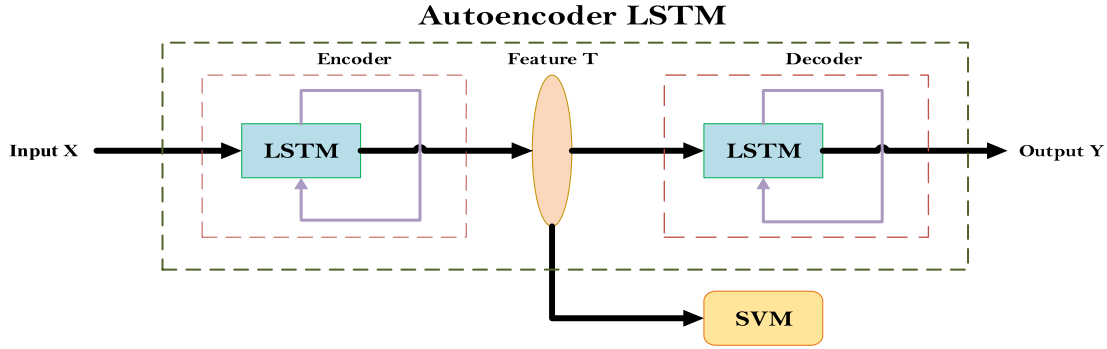 Autoencoder LSTM
Encoder
Feature T
Decoder
Input X
LSTM
LSTM
Output Y
SVM